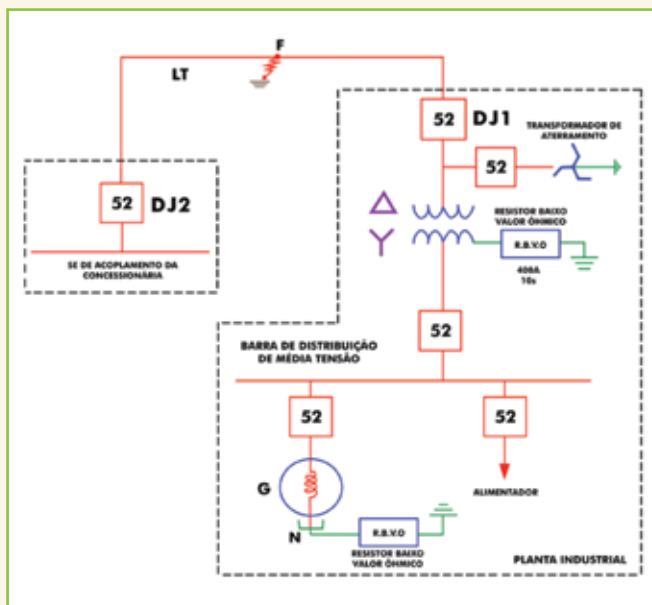 F
LT
52 DJ1
TRANSFORMADOR DE
ATERRAMENTO
52
52 DJ2
SE DE ACOPLAMENTO DA
CONCESSIONÁRIA
RESISTOR BAIXO
VALOR ÔHMICO
R.B.V.O
400A
10s
52
BARRA DE DISTRIBUIÇÃO
DE MÉDIA TENSÃO
52
52
G
ALIMENTADOR
N
R.B.V.O
RESISTOR BAIXO
VALOR ÔHMICO
PLANTA INDUSTRIAL